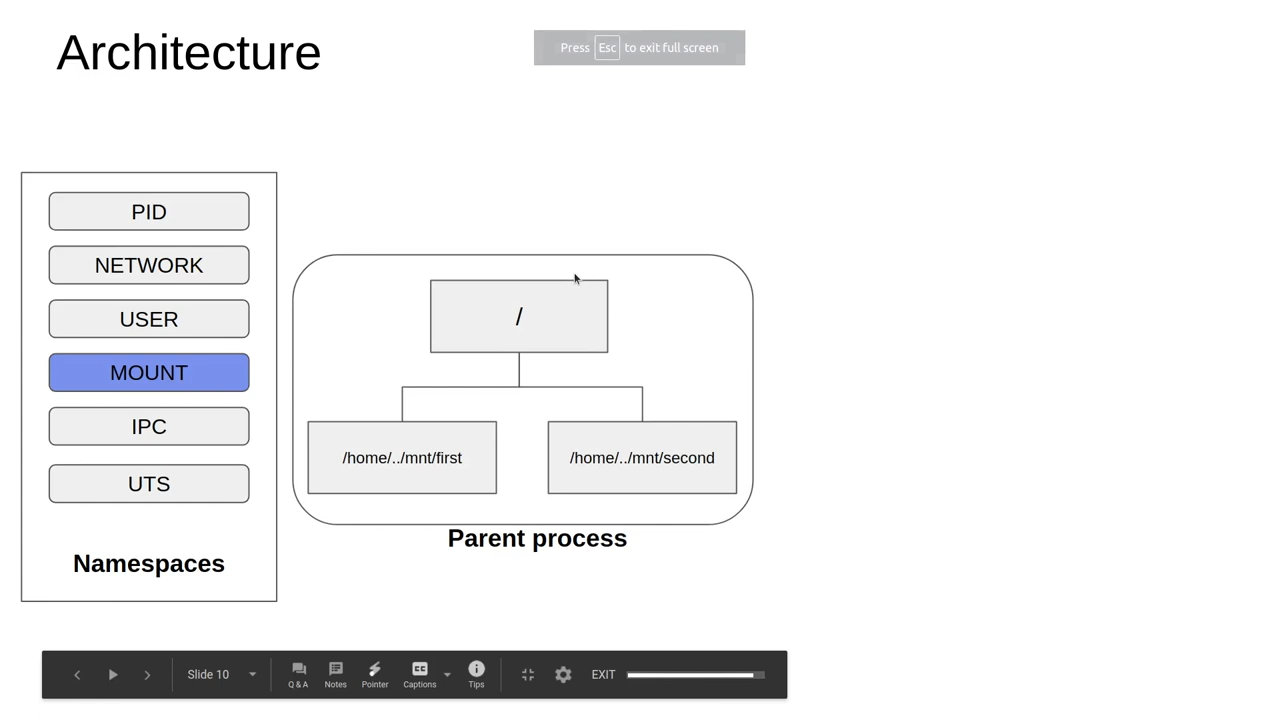 Architecture
Press Esc to exit full screen
PID
NETWORK
USER
MOUNT
IPC
UTS
Namespaces
/
/home/../mnt/first
/home/../mnt/second
Parent process
Slide 10
Q & A
Notes
Pointer
CC
Captions
Tips
EXIT